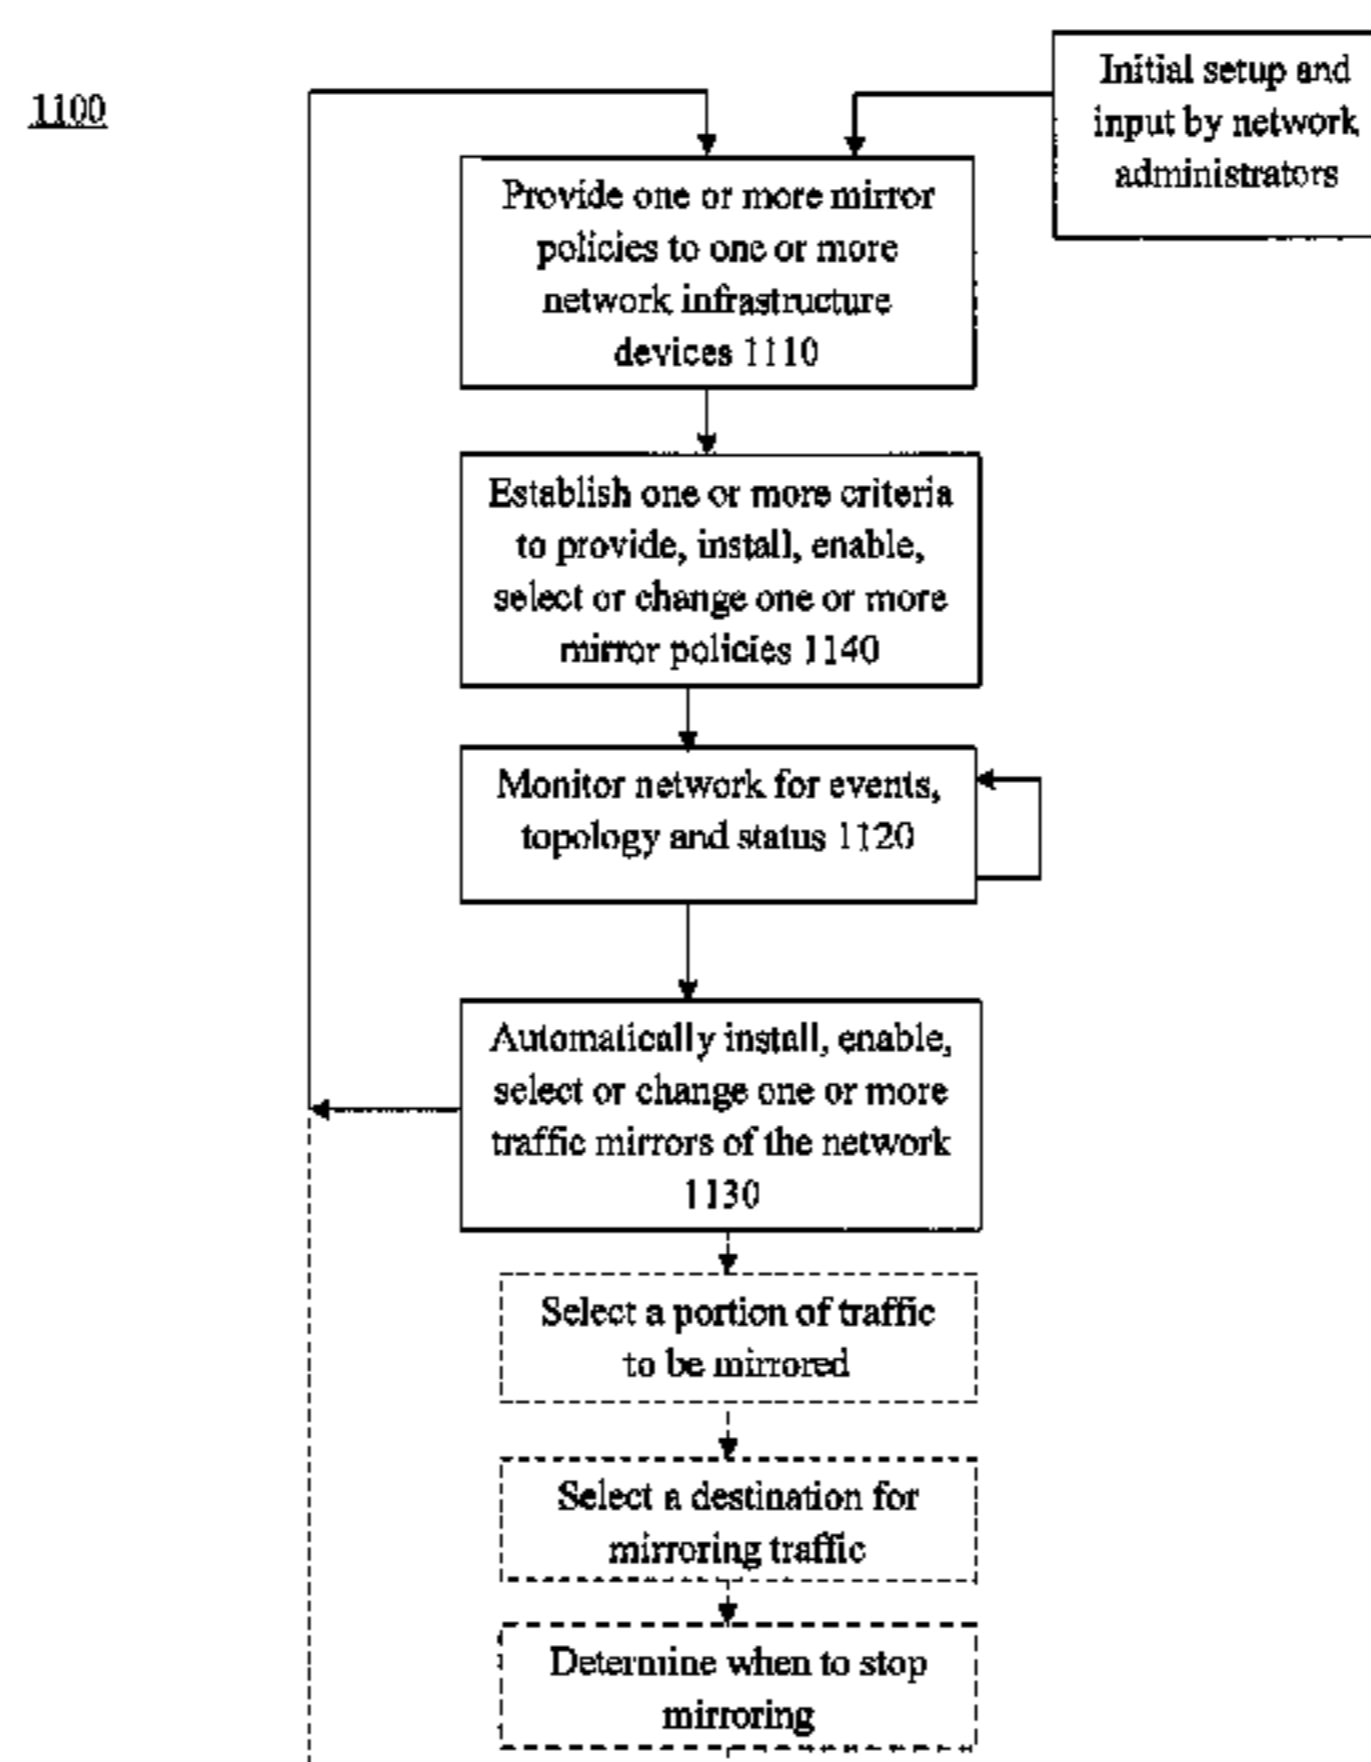 1100
Initial setup and
input by network
administrators
Provide one or more mirror
policies to one or more
network infrastructure
devices 1110
Establish one or more criteria
to provide, install, enable,
select or change one or more
mirror policies 1140
Monitor network for events,
topology and status 1120
Automatically install, enable,
select or change one or more
traffic mirrors of the network
1130
Select a portion of traffic
to be mirrored
Select a destination for
mirroring traffic
Determine when to stop
mirroring